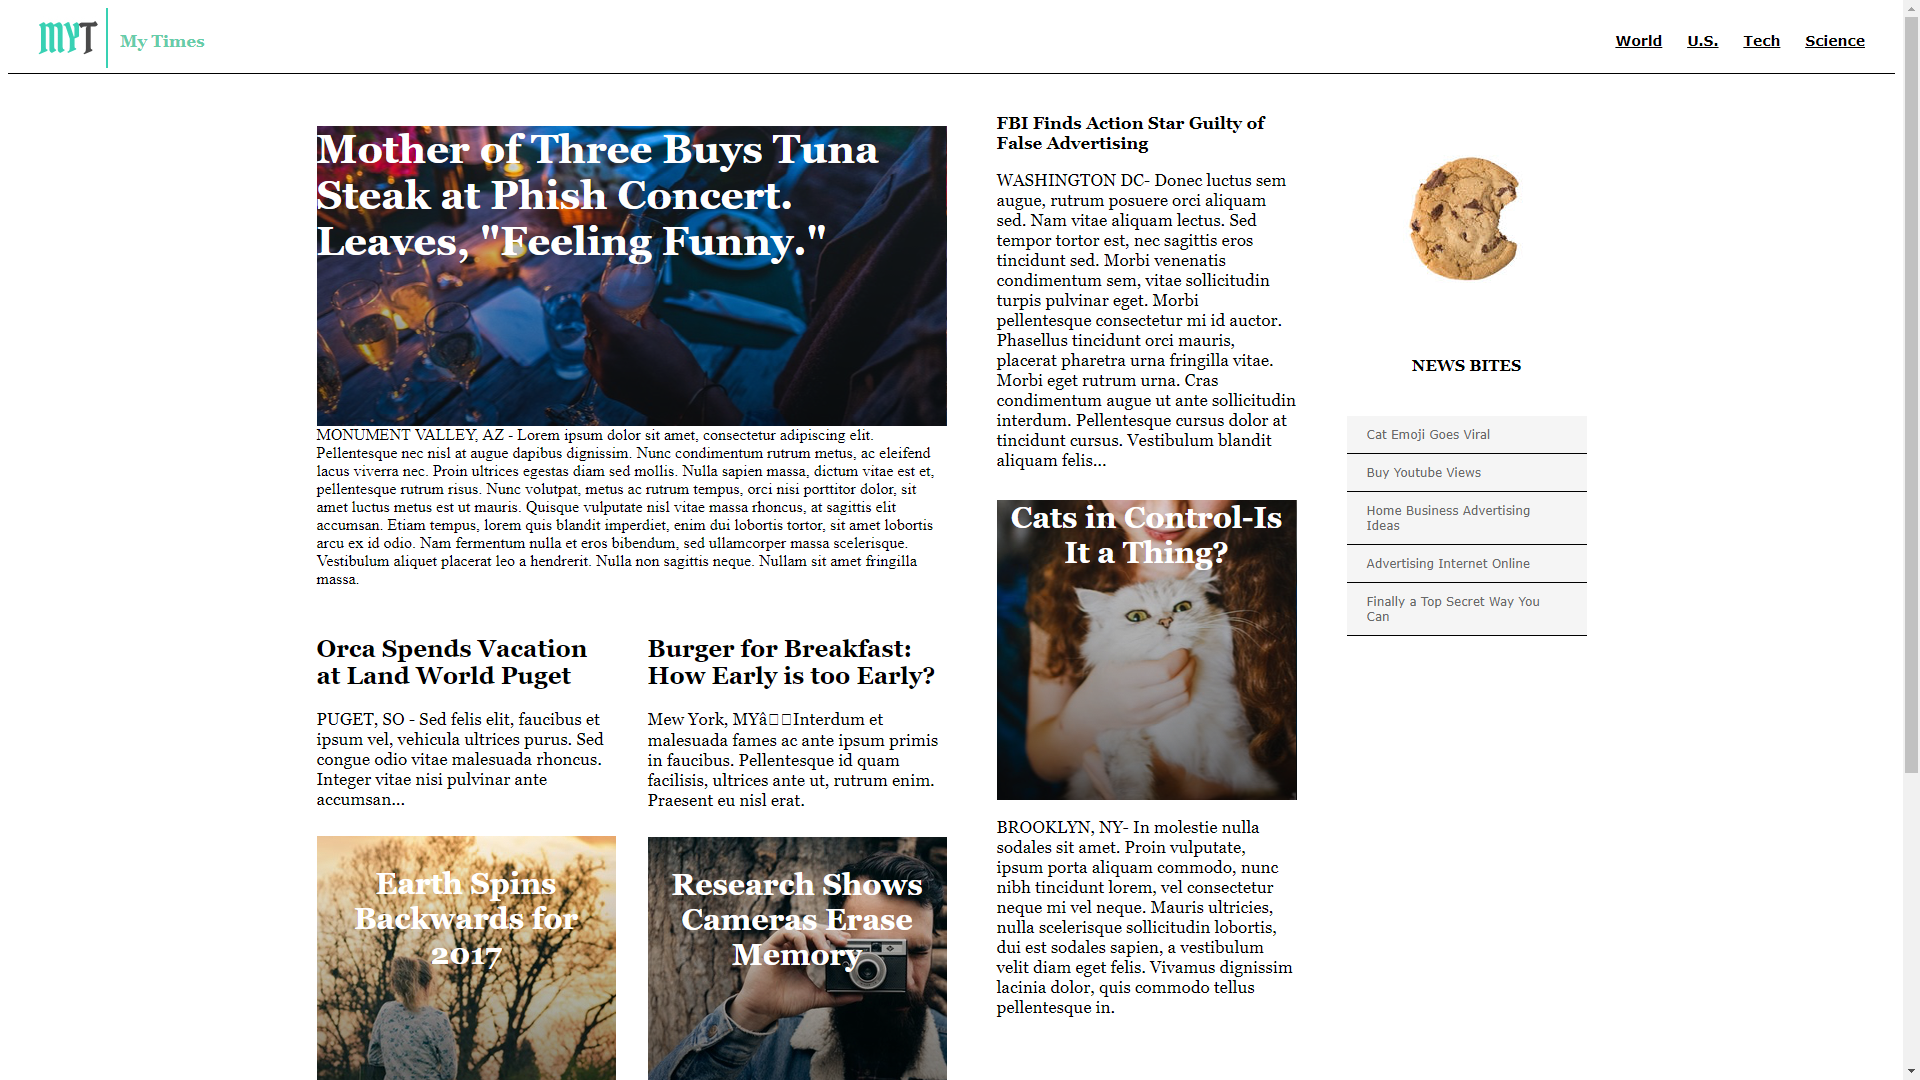 MYT
My Times
World U.S. Tech Science
Mother of Three Buys Tuna
Steak at Phish Concert.
Leaves, "Feeling Funny."
MONUMENT VALLEY, AZ - Lorem ipsum dolor sit amet, consectetur adipiscing elit.
Pellentesque nec nisl at augue dapibus dignissim. Nunc condimentum rutrum metus, ac eleifend
lacus viverra nec. Proin ultrices egestas diam sed mollis. Nulla sapien massa, dictum vitae est et,
pellentesque rutrum risus. Nunc volutpat, metus ac rutrum tempus, orci nisi porttitor dolor, sit
amet luctus metus est ut mauris. Quisque vulputate nisl vitae massa rhoncus, at sagittis elit
accumsan. Etiam tempus, lorem quis blandit imperdiet, enim dui lobortis tortor, sit amet lobortis
arcu ex id odio. Nam fermentum nulla et eros bibendum, sed ullamcorper massa scelerisque.
Vestibulum aliquet placerat leo a hendrerit. Nulla non sagittis neque. Nullam sit amet fringilla
massa.
Orca Spends Vacation
at Land World Puget
PUGET, SO - Sed felis elit, faucibus et
ipsum vel, vehicula ultrices purus. Sed
congue odio vitae malesuada rhoncus.
Integer vitae nisi pulvinar ante
accumsan...
Earth Spins
Backwards for
2017
Burger for Breakfast:
How Early is too Early?
Mew York, MYâ□□Interdum et
malesuada fames ac ante ipsum primis
in faucibus. Pellentesque id quam
facilisis, ultrices ante ut, rutrum enim.
Praesent eu nisl erat.
Research Shows
Cameras Erase
Memory
FBI Finds Action Star Guilty of
False Advertising
WASHINGTON DC- Donec luctus sem
augue, rutrum posuere orci aliquam
sed. Nam vitae aliquam lectus. Sed
tempor tortor est, nec sagittis eros
tincidunt sed. Morbi venenatis
condimentum sem, vitae sollicitudin
turpis pulvinar eget. Morbi
pellentesque consectetur mi id auctor.
Phasellus tincidunt orci mauris,
placerat pharetra urna fringilla vitae.
Morbi eget rutrum urna. Cras
condimentum augue ut ante sollicitudin
interdum. Pellentesque cursus dolor at
tincidunt cursus. Vestibulum blandit
aliquam felis...
Cats in Control-Is
It a Thing?
BROOKLYN, NY- In molestie nulla
sodales sit amet. Proin vulputate,
ipsum porta aliquam commodo, nunc
nibh tincidunt lorem, vel consectetur
neque mi vel neque. Mauris ultricies,
nulla scelerisque sollicitudin lobortis,
dui est sodales sapien, a vestibulum
velit diam eget felis. Vivamus dignissim
lacinia dolor, quis commodo tellus
pellentesque in.
NEWS BITES
Cat Emoji Goes Viral
Buy Youtube Views
Home Business Advertising
Ideas
Advertising Internet Online
Finally a Top Secret Way You
Can